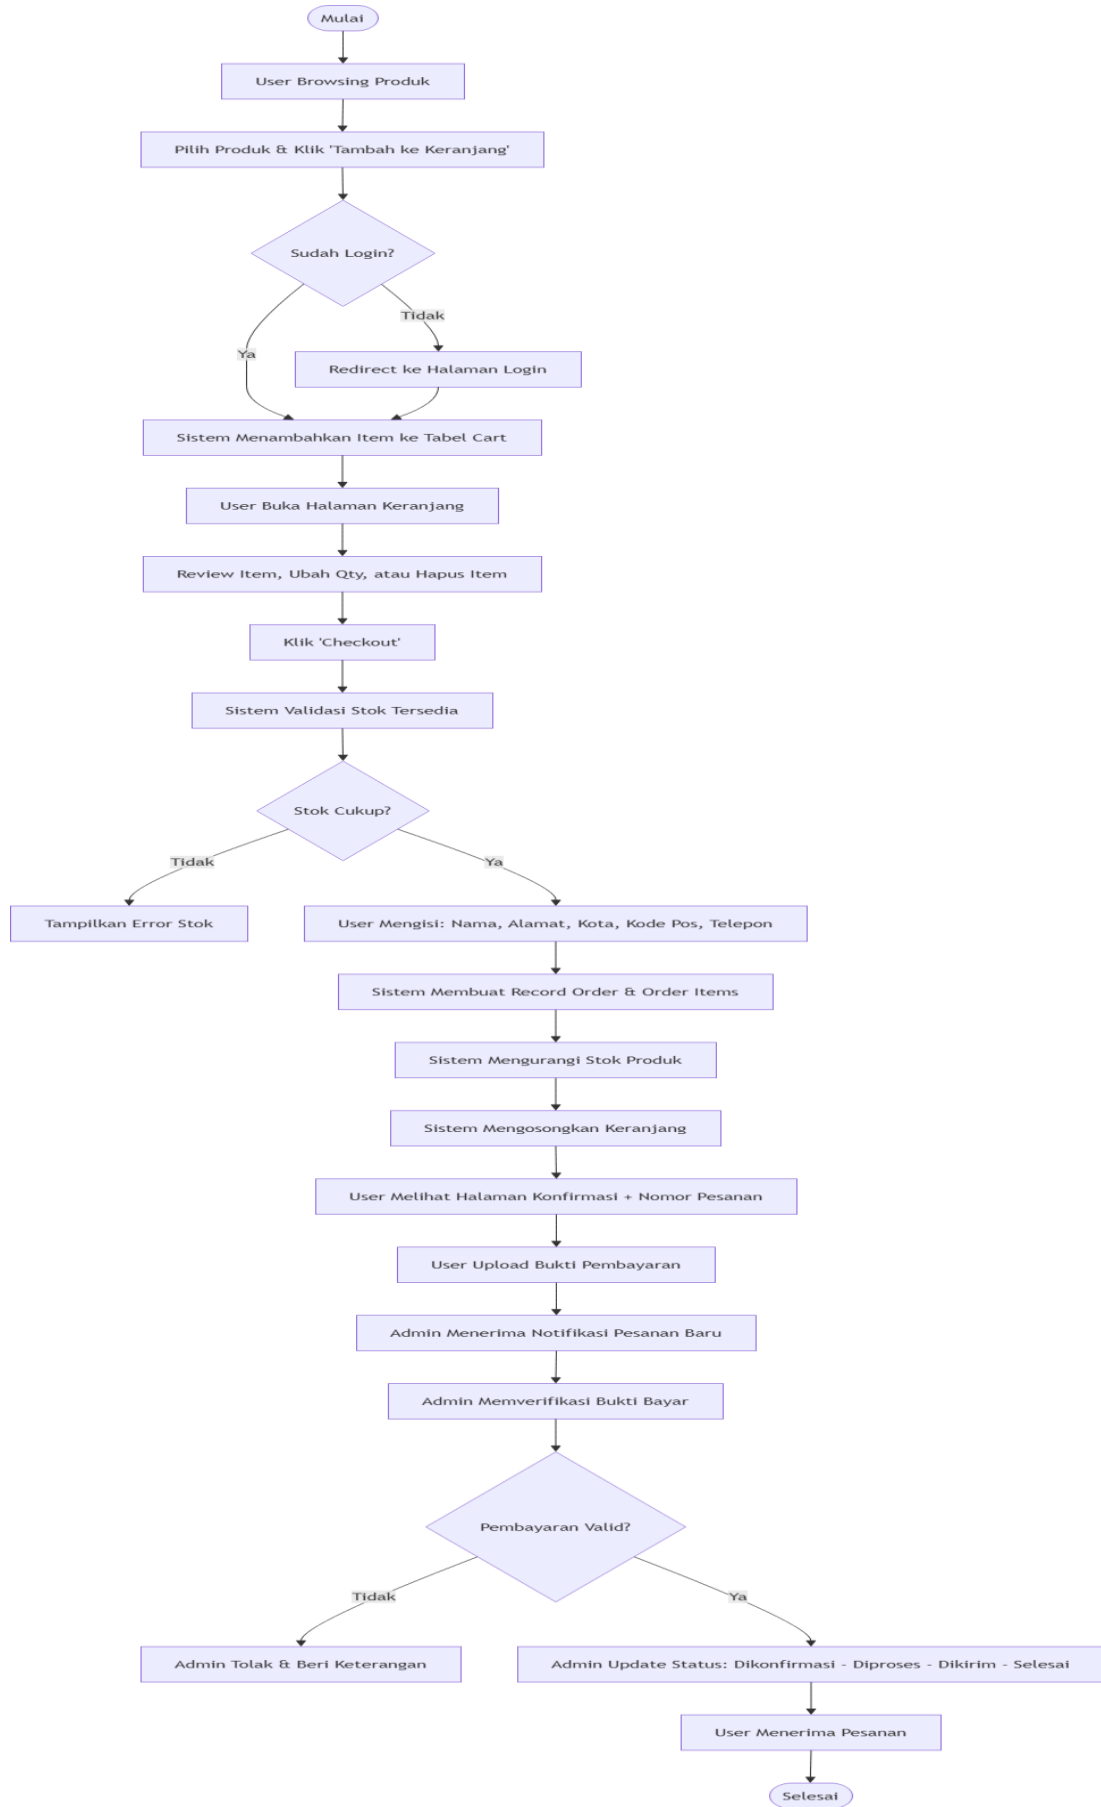 Mulai
User Browsing Produk
Pilih Produk & Klik 'Tambah ke Keranjang'
Sudah Login?
Tidak
Ya
Redirect ke Halaman Login
Sistem Menambahkan Item ke Tabel Cart
User Buka Halaman Keranjang
Review Item, Ubah Qty, atau Hapus Item
Klik 'Checkout'
Sistem Validasi Stok Tersedia
Stok Cukup?
Tidak
Ya
Tampilkan Error Stok
User Mengisi: Nama, Alamat, Kota, Kode Pos, Telepon
Sistem Membuat Record Order & Order Items
Sistem Mengurangi Stok Produk
Sistem Mengosongkan Keranjang
User Melihat Halaman Konfirmasi + Nomor Pesanan
User Upload Bukti Pembayaran
Admin Menerima Notifikasi Pesanan Baru
Admin Memverifikasi Bukti Bayar
Pembayaran Valid?
Tidak
Ya
Admin Tolak & Beri Keterangan
Admin Update Status: Dikonfirmasi - Diproses - Dikirim - Selesai
User Menerima Pesanan
Selesai